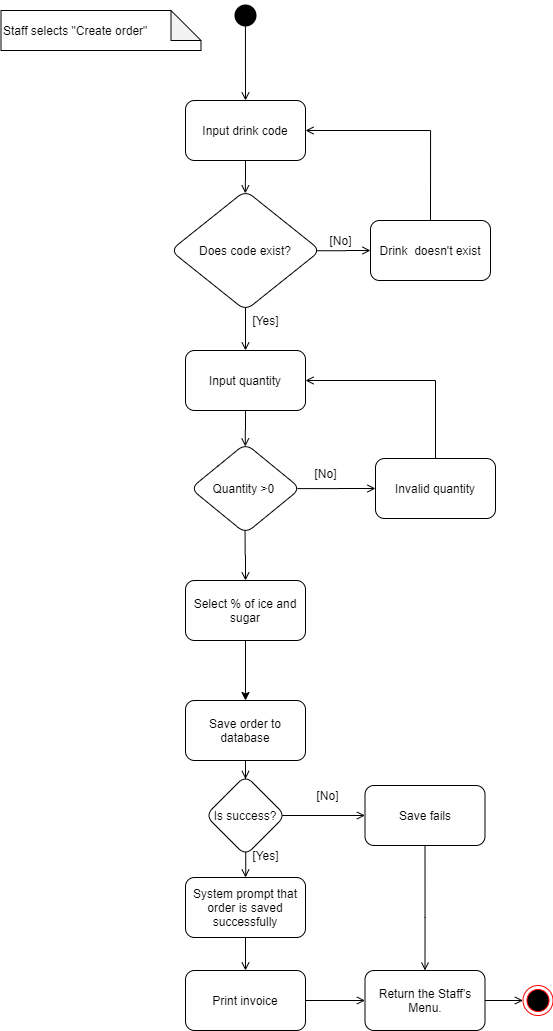 Staff selects "Create order"
Input drink code
Does code exist?
[No]
Drink  doesn't exist
[Yes]
Input quantity
Quantity >0
[No]
Invalid quantity
Select % of ice and
sugar
Save order to
database
Is success?
[No]
Save fails
[Yes]
System prompt that
order is saved
successfully
Print invoice
Return the Staff's
Menu.